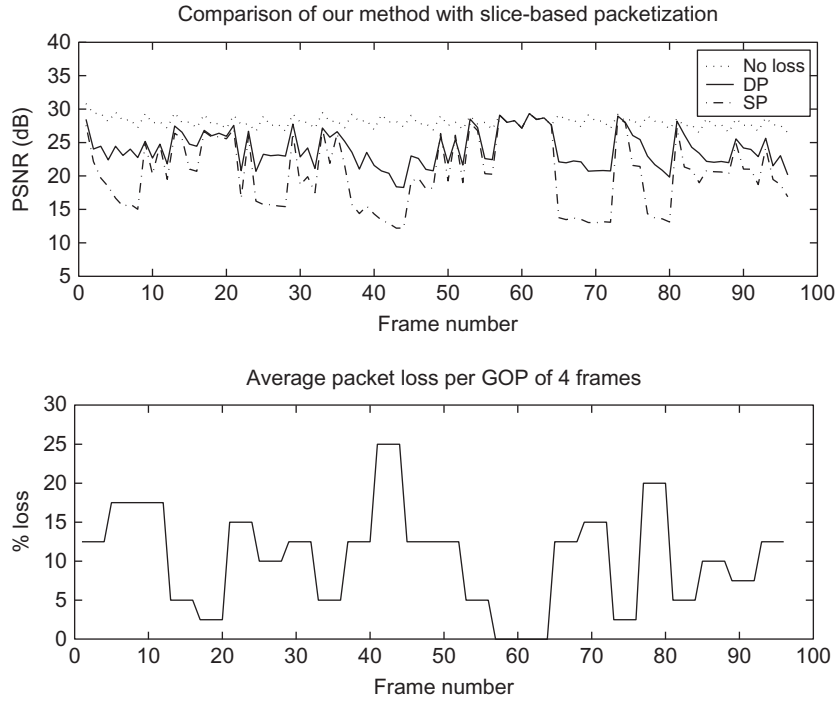 Comparison of our method with slice-based packetization
40
35
30
25
20
15
10
5
PSNR (dB)
No loss
DP
SP
0 10 20 30 40 50 60 70 80 90 100
Frame number
Average packet loss per GOP of 4 frames
30
25
20
15
10
5
0
% loss
0 10 20 30 40 50 60 70 80 90 100
Frame number